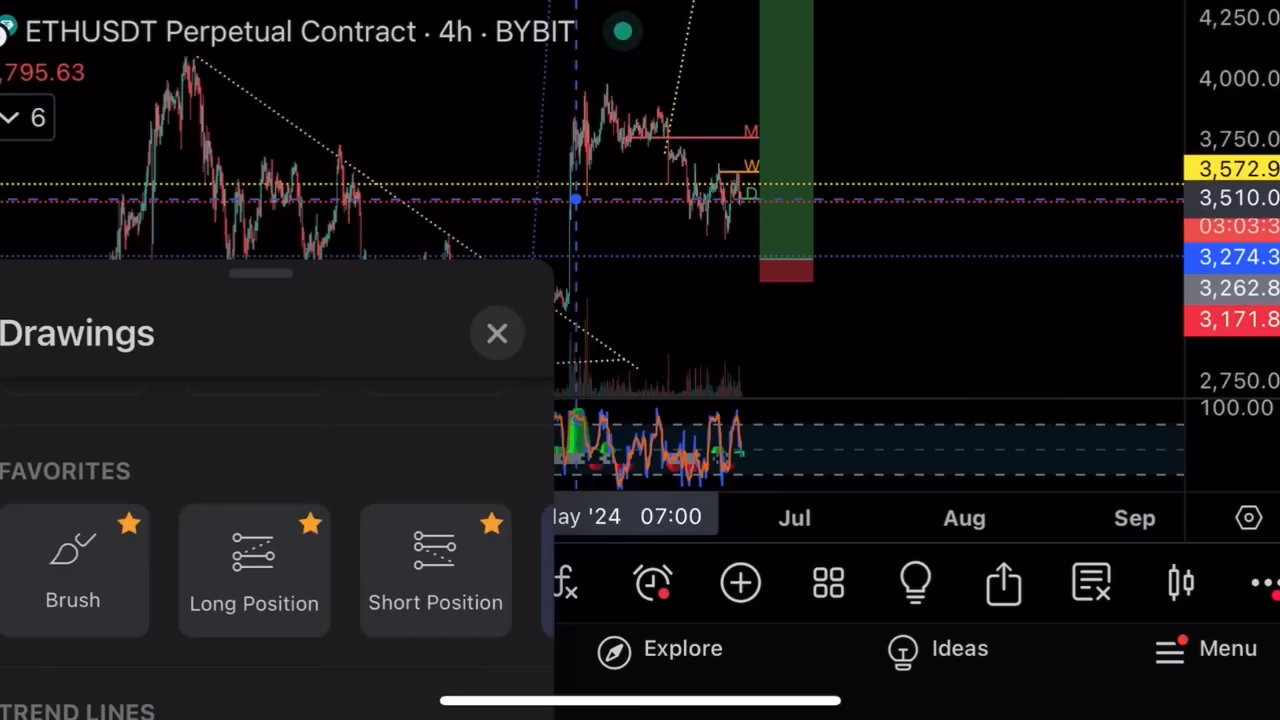 ETHUSDT Perpetual Contract · 4h · BYBIT
,795.63
6
M
W
D
4,250.0
4,000.0
3,750.0
3,572.9
3,510.0
03:03:3
3,274.3
3,262.8
3,171.8
2,750.0
100.00
Drawings
FAVORITES
Brush
Long Position
Short Position
TREND LINES
lay '24 07:00
Jul
Aug
Sep
fx
Explore
Ideas
Menu